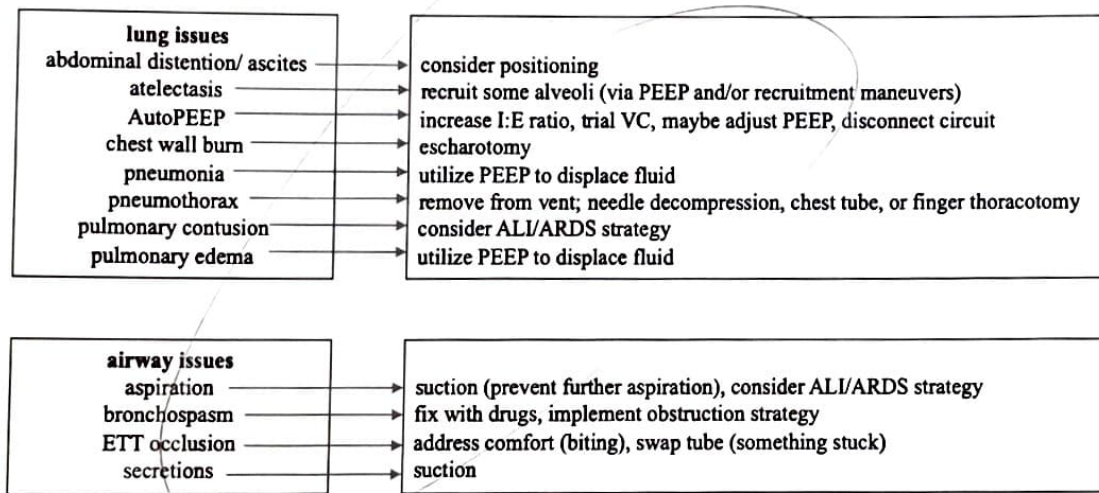 lung issues
abdominal distention/ ascites consider positioning
atelectasis recruit some alveoli (via PEEP and/or recruitment maneuvers)
AutoPEEP increase I:E ratio, trial VC, maybe adjust PEEP, disconnect circuit
chest wall burn escharotomy
pneumonia utilize PEEP to displace fluid
pneumothorax remove from vent; needle decompression, chest tube, or finger thoracotomy
pulmonary contusion consider ALI/ARDS strategy
pulmonary edema utilize PEEP to displace fluid
airway issues
aspiration suction (prevent further aspiration), consider ALI/ARDS strategy
bronchospasm fix with drugs, implement obstruction strategy
ETT occlusion address comfort (biting), swap tube (something stuck)
secretions suction